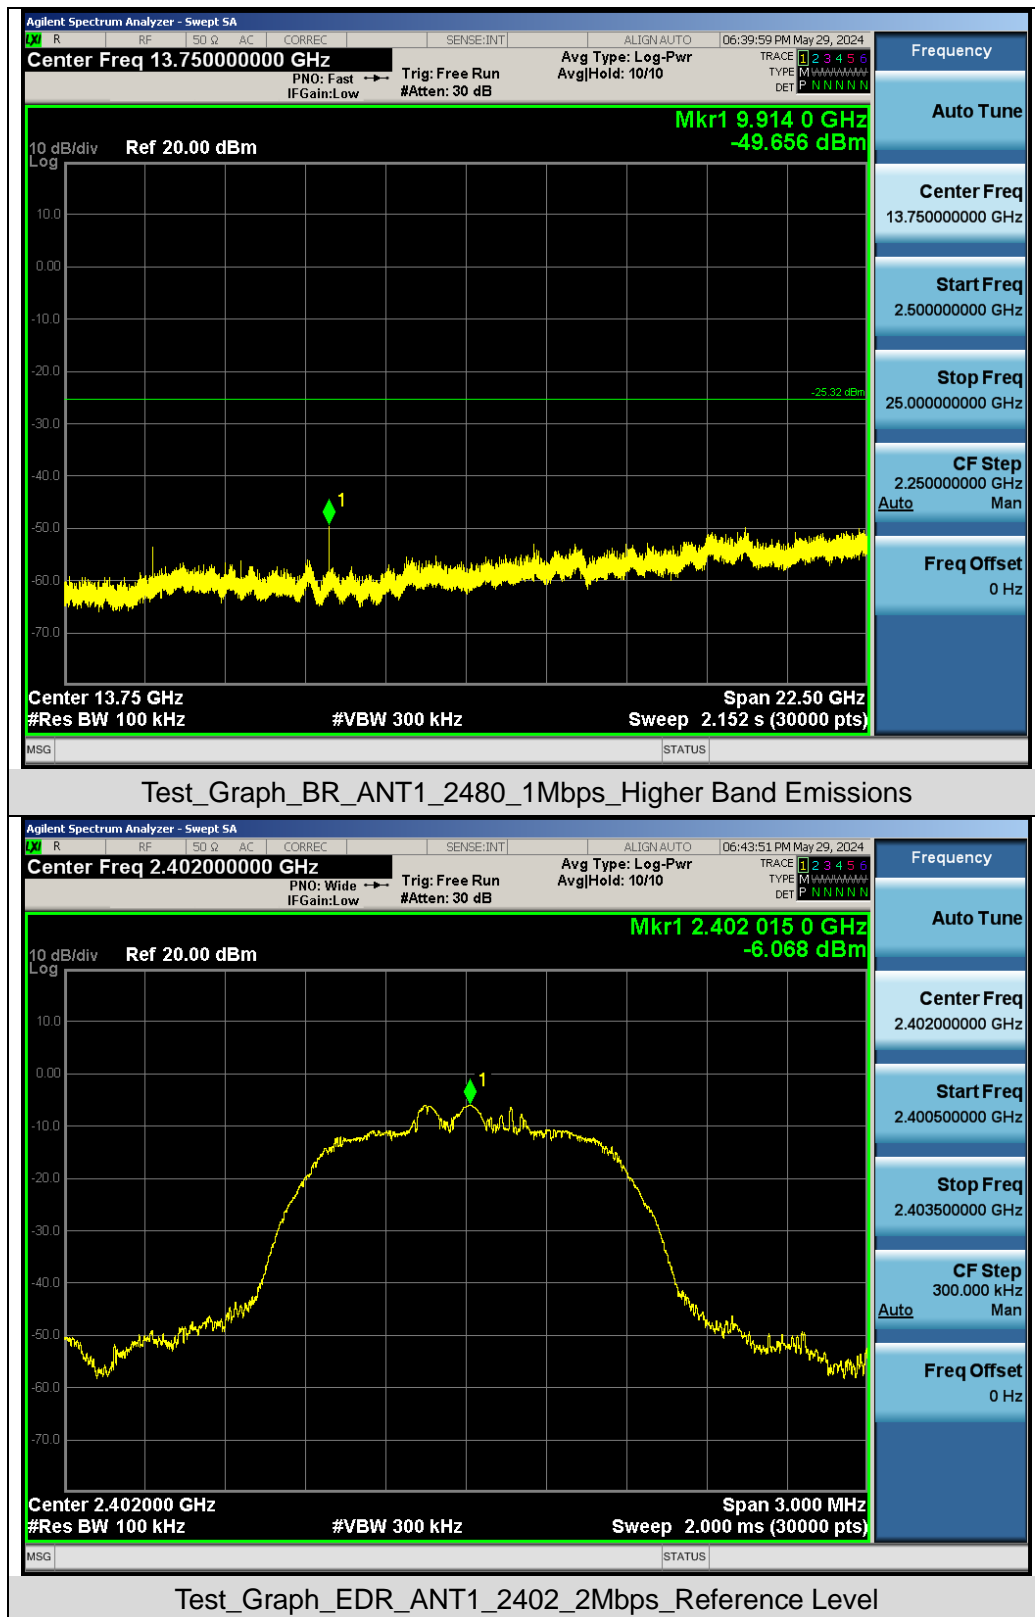 Agilent Spectrum Analyzer - Swept SA
LXI R RF 50 Ω AC CORREC SENSE:INT ALIGN AUTO 06:39:59 PM May 29, 2024
Center Freq 13.750000000 GHz
PNO: Fast
IFGain:Low
Trig: Free Run
#Atten: 30 dB
Avg Type: Log-Pwr
Avg|Hold: 10/10
TRACE 1 2 3 4 5 6
TYPE M
DET P N N N N N
Mkr1 9.914 0 GHz
-49.656 dBm
10 dB/div Ref 20.00 dBm
Log
10.0
0.00
-10.0
-20.0
-25.32 dBm
-30.0
-40.0
1
-50.0
-60.0
-70.0
Center 13.75 GHz Span 22.50 GHz
#Res BW 100 kHz #VBW 300 kHz Sweep 2.152 s (30000 pts)
MSG STATUS
Frequency
Auto Tune
Center Freq
13.750000000 GHz
Start Freq
2.500000000 GHz
Stop Freq
25.000000000 GHz
CF Step
2.250000000 GHz
Auto Man
Freq Offset
0 Hz
Test_Graph_BR_ANT1_2480_1Mbps_Higher Band Emissions
Agilent Spectrum Analyzer - Swept SA
LXI R RF 50 Ω AC CORREC SENSE:INT ALIGN AUTO 06:43:51 PM May 29, 2024
Center Freq 2.402000000 GHz
PNO: Wide
IFGain:Low
Trig: Free Run
#Atten: 30 dB
Avg Type: Log-Pwr
Avg|Hold: 10/10
TRACE 1 2 3 4 5 6
TYPE M
DET P N N N N N
Mkr1 2.402 015 0 GHz
-6.068 dBm
10 dB/div Ref 20.00 dBm
Log
10.0
0.00
1
-10.0
-20.0
-30.0
-40.0
-50.0
-60.0
-70.0
Center 2.402000 GHz Span 3.000 MHz
#Res BW 100 kHz #VBW 300 kHz Sweep 2.000 ms (30000 pts)
MSG STATUS
Frequency
Auto Tune
Center Freq
2.402000000 GHz
Start Freq
2.400500000 GHz
Stop Freq
2.403500000 GHz
CF Step
300.000 kHz
Auto Man
Freq Offset
0 Hz
Test_Graph_EDR_ANT1_2402_2Mbps_Reference Level